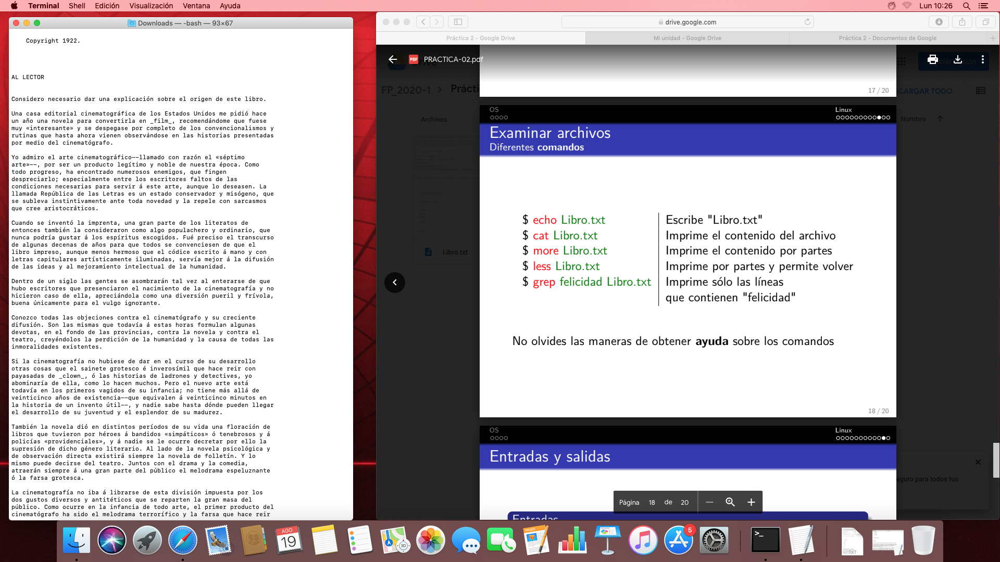 Terminal Shell Edición Visualización Ventana Ayuda
Lun 10:26
Downloads — -bash — 93×67
Copyright 1922.
AL LECTOR
Considero necesario dar una explicación sobre el origen de este libro.
Una casa editorial cinematográfica de los Estados Unidos me pidió hace
un año una novela para convertirla en _film_, recomendándome que fuese
muy «interesante» y se despegase por completo de los convencionalismos y
rutinas que hasta ahora vienen observándose en las historias presentadas
por medio del cinematógrafo.
Yo admiro el arte cinematográfico--llamado con razón el «séptimo
arte»--, por ser un producto legítimo y noble de nuestra época. Como
todo progreso, ha encontrado numerosos enemigos, que fingen
despreciarlo; especialmente entre los escritores faltos de las
condiciones necesarias para servir á este arte, aunque lo deseasen. La
llamada República de las Letras es un estado conservador y misógeno, que
se subleva instintivamente ante toda novedad y la repele con sarcasmos
que cree aristocráticos.
Cuando se inventó la imprenta, una gran parte de los literatos de
entonces también la consideraron como algo populachero y ordinario, que
nunca podría gustar á los espíritus escogidos. Fué preciso el transcurso
de algunas decenas de años para que todos se convenciesen de que el
libro impreso, aunque menos hermoso que el códice escrito á mano y con
letras capitulares artísticamente iluminadas, servía mejor á la difusión
de las ideas y al mejoramiento intelectual de la humanidad.
Dentro de un siglo las gentes se asombrarán tal vez al enterarse de que
hubo escritores que presenciaron el nacimiento de la cinematografía y no
hicieron caso de ella, apreciándola como una diversión pueril y frívola,
buena únicamente para el vulgo ignorante.
Conozco todas las objeciones contra el cinematógrafo y su creciente
difusión. Son las mismas que todavía á estas horas formulan algunas
devotas, en el fondo de las provincias, contra la novela y contra el
teatro, creyéndolos la perdición de la humanidad y la causa de todas las
inmoralidades existentes.
Si la cinematografía no hubiese de dar en el curso de su desarrollo
otras cosas que el sainete grotesco é inverosímil que hace reir con
payasadas de _clown_, ó las historias de ladrones y detectives, yo
abominaría de ella, como lo hacen muchos. Pero el nuevo arte está
todavía en los primeros vagidos de su infancia; no tiene más allá de
veinticinco años de existencia--que equivalen á veinticinco minutos en
la historia de un invento útil--, y nadie sabe hasta dónde pueden llegar
el desarrollo de su juventud y el esplendor de su madurez.
También la novela dió en distintos períodos de su vida una floración de
libros que tuvieron por héroes á bandidos «simpáticos» ó tenebrosos y á
policías «providenciales», y á nadie se le ocurre decretar por ello la
supresión de dicho género literario. Al lado de la novela psicológica y
de observación directa existirá siempre la novela de folletín. Y lo
mismo puede decirse del teatro. Juntos con el drama y la comedia,
atraerán siempre á una gran parte del público el melodrama espeluznante
ó la farsa grotesca.
La cinematografía no iba á librarse de esta división impuesta por los
dos gustos diversos y antitéticos que se reparten la gran masa del
público. Como ocurre en la infancia de todo arte, el primer producto del
cinematógrafo ha sido el melodrama terrorífico y la farsa que hace reir
drive.google.com
Práctica 2 - Google Drive
Mi unidad - Google Drive
Práctica 2 - Documentos de Google
PDF PRACTICA-02.pdf
FP_2020-1 > Prácti
SCARGAR TODO
Archivos
Nombre
Libro.txt
eguro para todos tus
17 / 20
OS
Linux
Examinar archivos
Diferentes comandos
$ echo Libro.txt Escribe "Libro.txt"
$ cat Libro.txt Imprime el contenido del archivo
$ more Libro.txt Imprime el contenido por partes
$ less Libro.txt Imprime por partes y permite volver
$ grep felicidad Libro.txt Imprime sólo las líneas
que contienen "felicidad"
No olvides las maneras de obtener ayuda sobre los comandos
18 / 20
OS
Linux
Entradas y salidas
Página 18 de 20
Entradas
AGO
19
3D
PAGES
5
>_
TXT